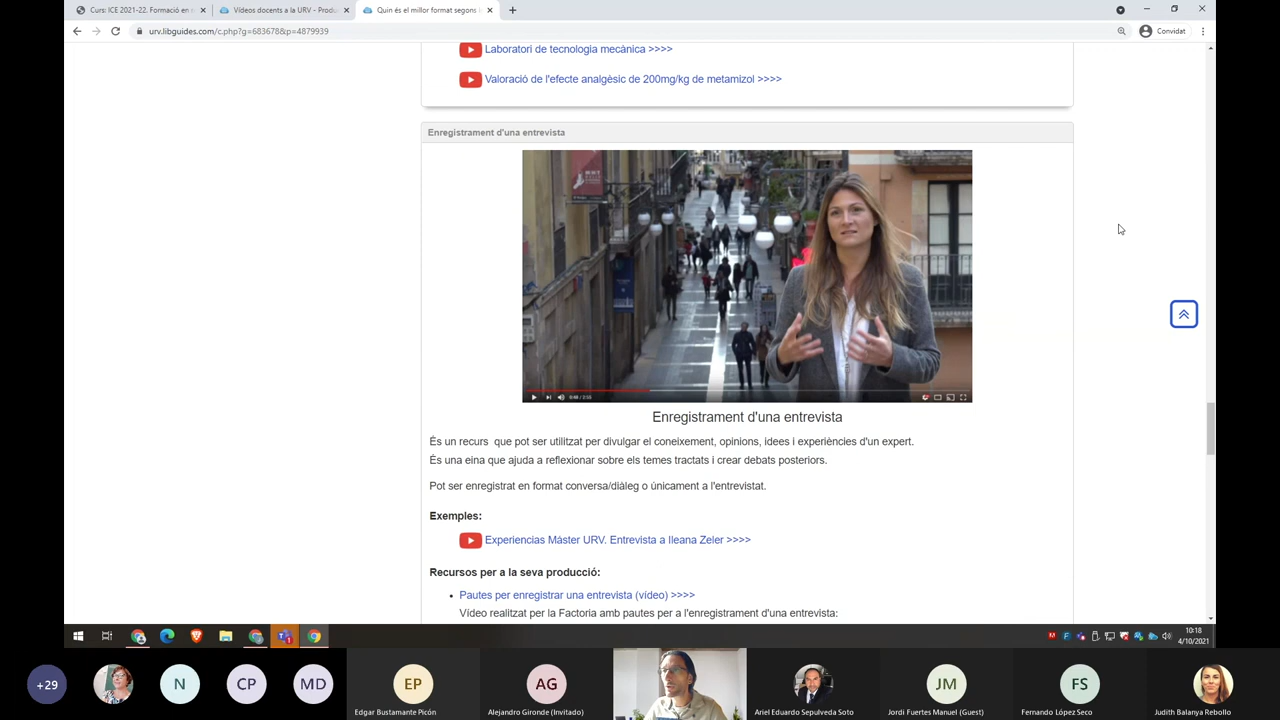 Curs: ICE 2021-22. Formació en
Vídeos docents a la URV - Produ
Quin és el millor format segons l
urv.libguides.com/c.php?g=683678&p=4879939
Convidat
Laboratori de tecnologia mecànica >>>>
Valoració de l'efecte analgèsic de 200mg/kg de metamizol >>>>
Enregistrament d'una entrevista
0:48 / 2:55
Enregistrament d'una entrevista
És un recurs que pot ser utilitzat per divulgar el coneixement, opinions, idees i experiències d'un expert.
És una eina que ajuda a reflexionar sobre els temes tractats i crear debats posteriors.
Pot ser enregistrat en format conversa/diàleg o únicament a l'entrevistat.
Exemples:
Experiencias Máster URV. Entrevista a Ileana Zeler >>>>
Recursos per a la seva producció:
Pautes per enregistrar una entrevista (vídeo) >>>>
Vídeo realitzat per la Factoria amb pautes per a l'enregistrament d'una entrevista:
10:18
4/10/2021
+29
N
CP
MD
EP
AG
JM
FS
Edgar Bustamante Picón
Alejandro Gironde (Invitado)
Ariel Eduardo Sepulveda Soto
Jordi Fuertes Manuel (Guest)
Fernando López Seco
Judith Balanya Rebollo